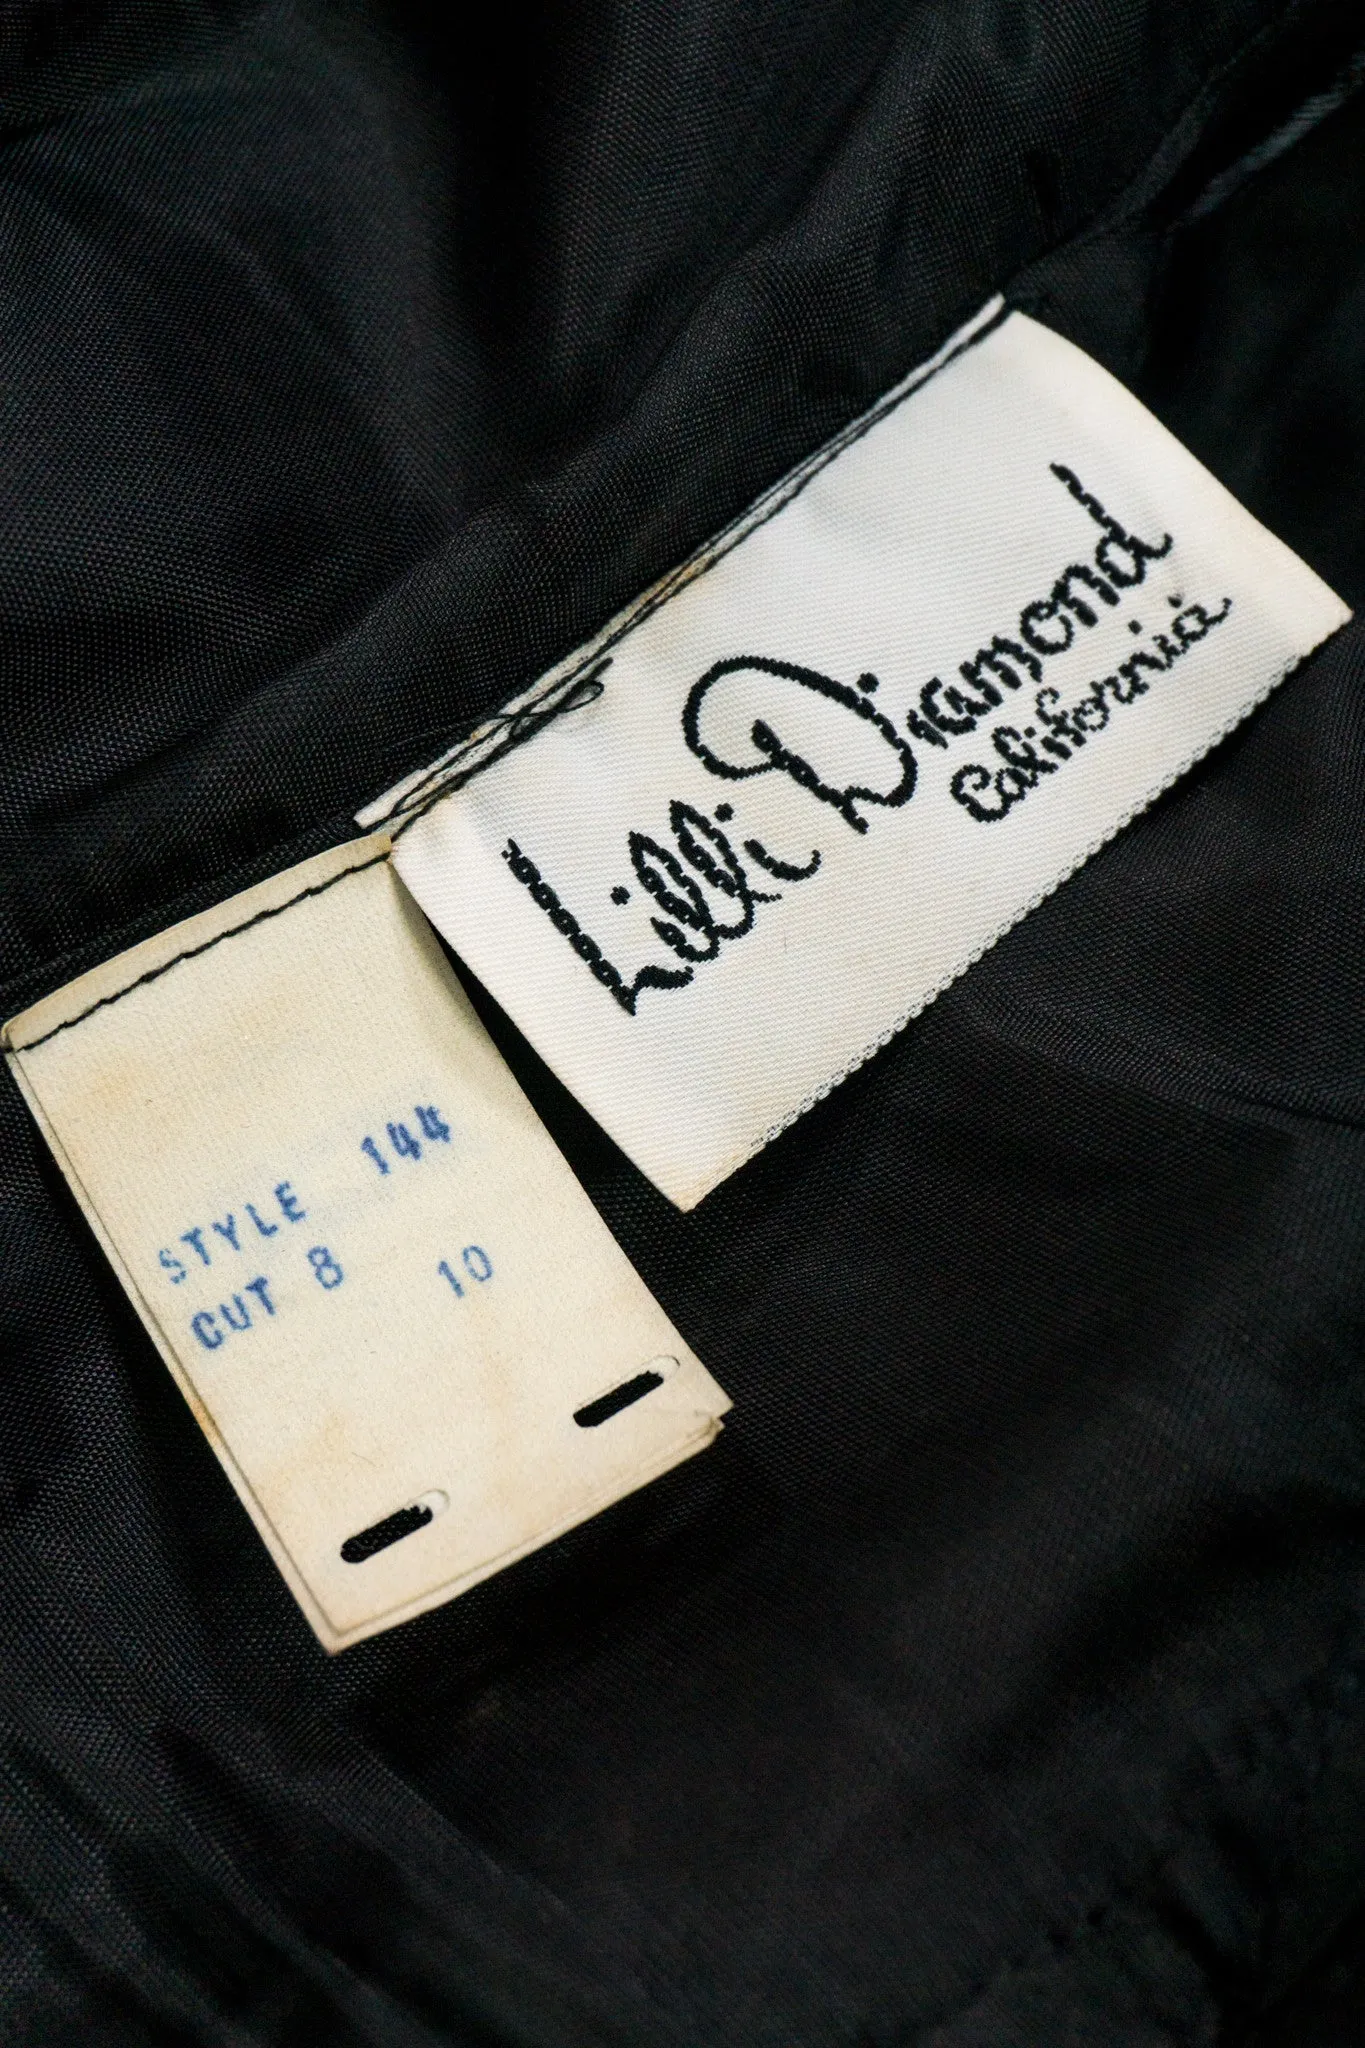 Lilli Diamond
California
STYLE 144
CUT 8 10